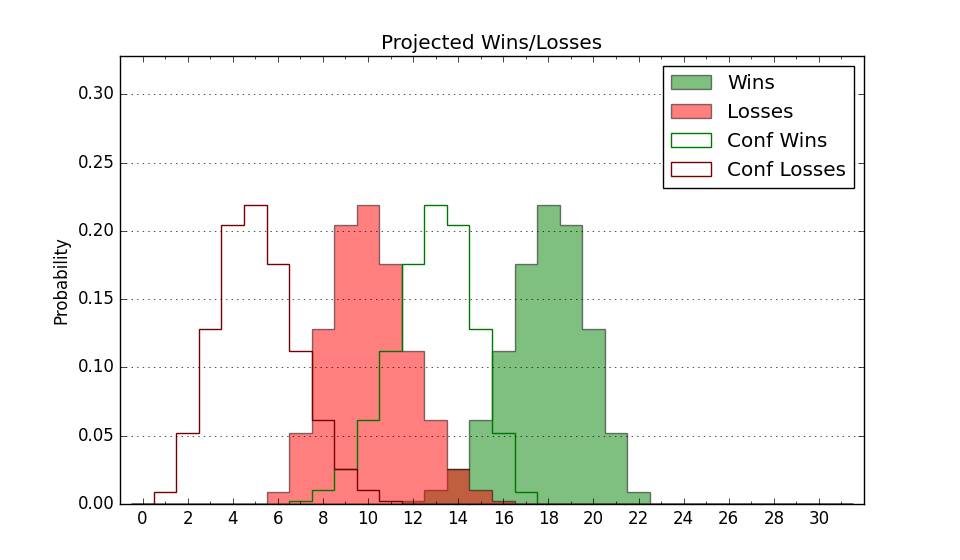 Projected Wins/Losses
Wins
Losses
Conf Wins
Conf Losses
Probability
0.30
0.25
0.20
0.15
0.10
0.05
0.00
0 2 4 6 8 10 12 14 16 18 20 22 24 26 28 30